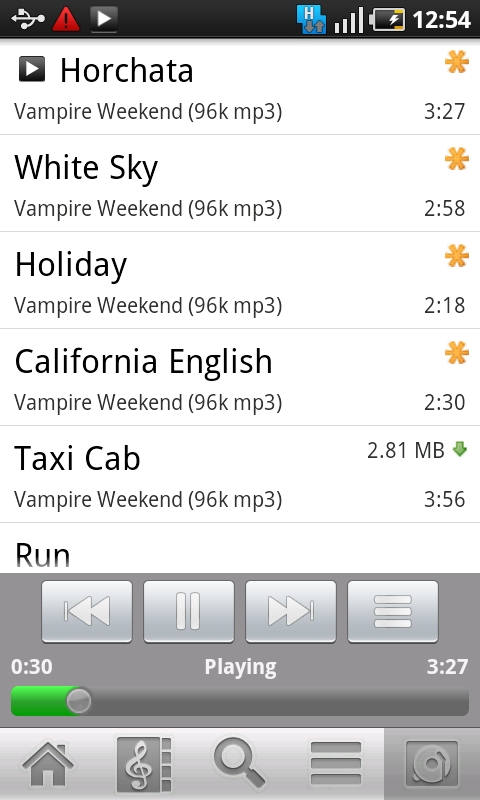 H 12:54
Horchata
Vampire Weekend (96k mp3) 3:27
White Sky
Vampire Weekend (96k mp3) 2:58
Holiday
Vampire Weekend (96k mp3) 2:18
California English
Vampire Weekend (96k mp3) 2:30
Taxi Cab 2.81 MB
Vampire Weekend (96k mp3) 3:56
Run
0:30 Playing 3:27